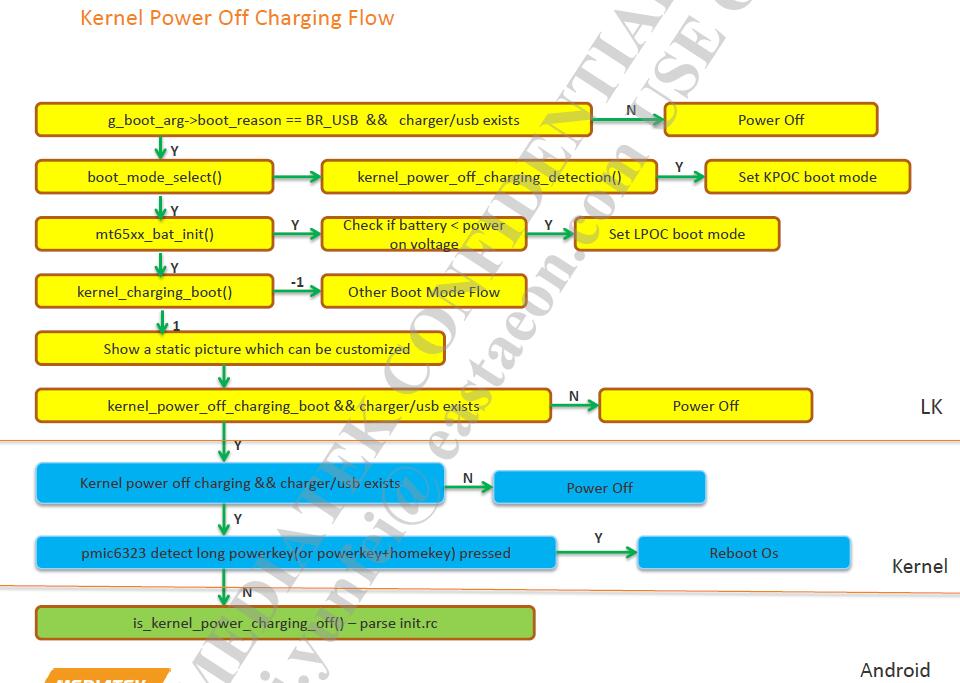 Kernel Power Off Charging Flow
g_boot_arg->boot_reason == BR_USB && charger/usb exists
N
Power Off
Y
boot_mode_select()
kernel_power_off_charging_detection()
Y
Set KPOC boot mode
Y
mt65xx_bat_init()
Y
Check if battery < power
on voltage
Y
Set LPOC boot mode
Y
kernel_charging_boot()
-1
Other Boot Mode Flow
1
Show a static picture which can be customized
kernel_power_off_charging_boot && charger/usb exists
N
Power Off
LK
Y
Kernel power off charging && charger/usb exists
N
Power Off
Y
pmic6323 detect long powerkey(or powerkey+homekey) pressed
Y
Reboot Os
Kernel
N
is_kernel_power_charging_off() – parse init.rc
Android
MEDIATEK
MEDIATEK CONFIDENTIAL
eastaeon.com USE